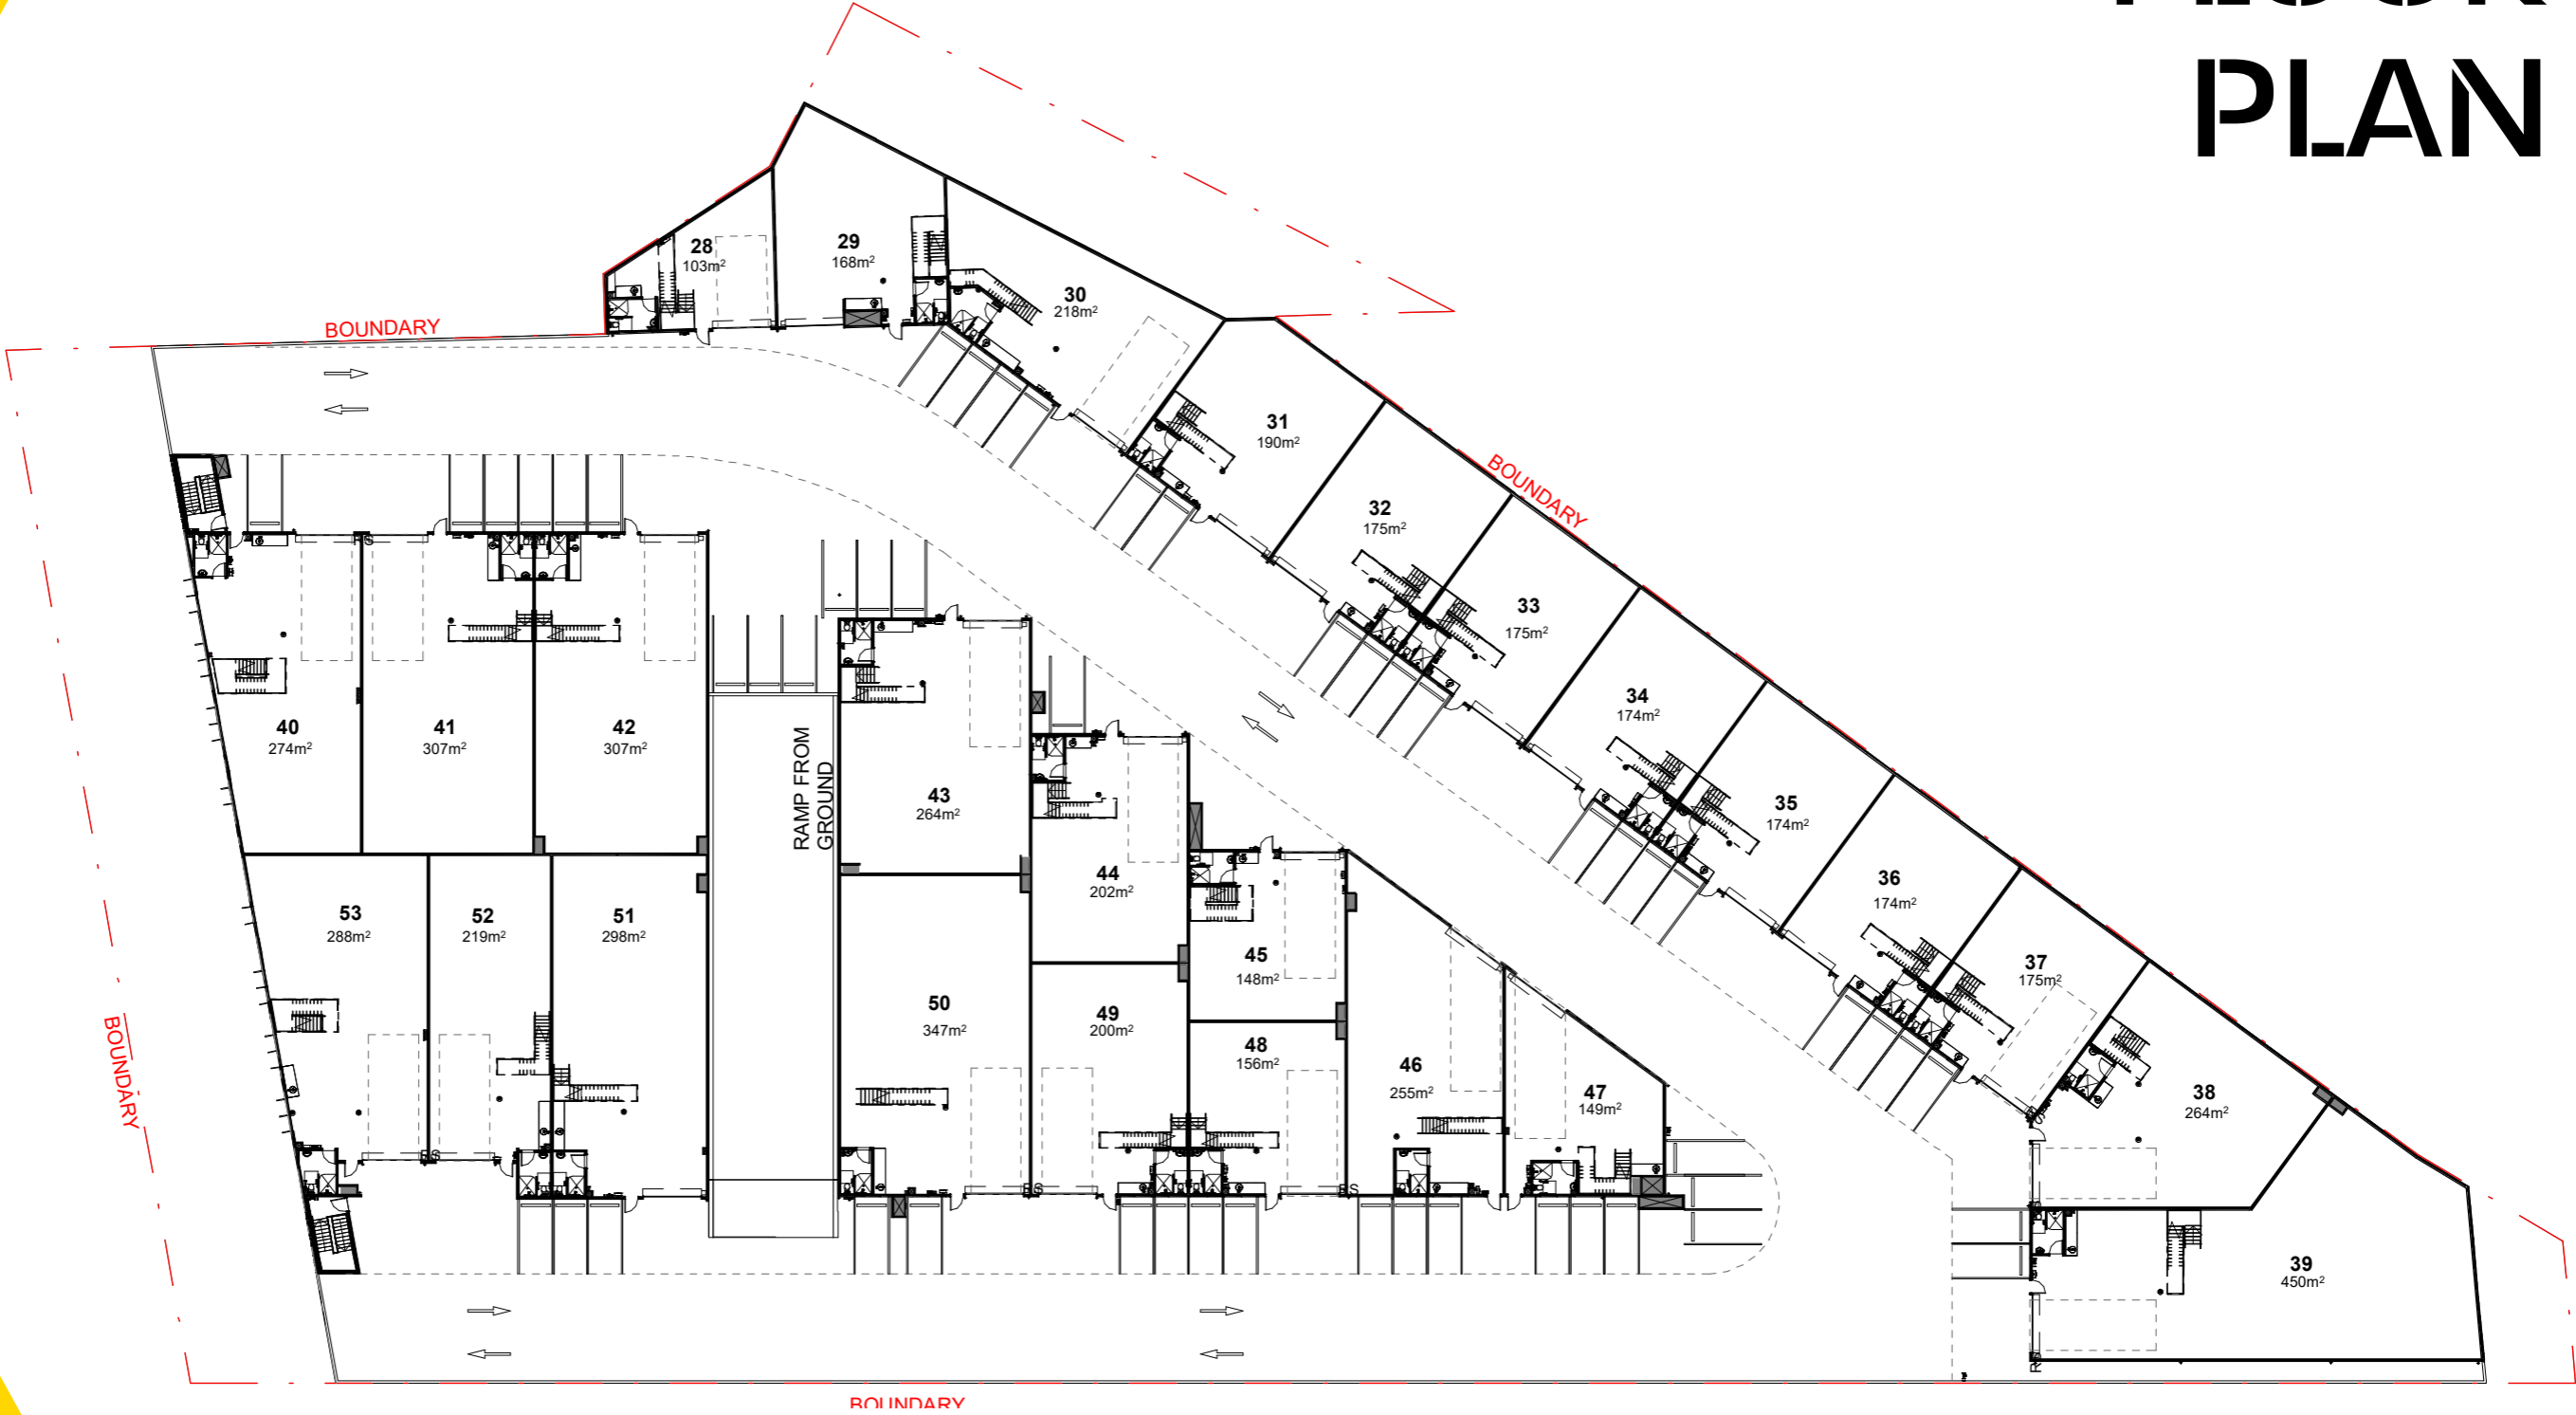 PLAN
28
103m²
29
168m²
30
218m²
BOUNDARY
31
190m²
BOUNDARY
32
175m²
33
175m²
34
174m²
35
174m²
36
174m²
37
175m²
38
264m²
39
450m²
40
274m²
41
307m²
42
307m²
RAMP FROM
GROUND
43
264m²
44
202m²
45
148m²
46
255m²
47
149m²
48
156m²
49
200m²
50
347m²
51
298m²
52
219m²
53
288m²
BOUNDARY
BOUNDARY